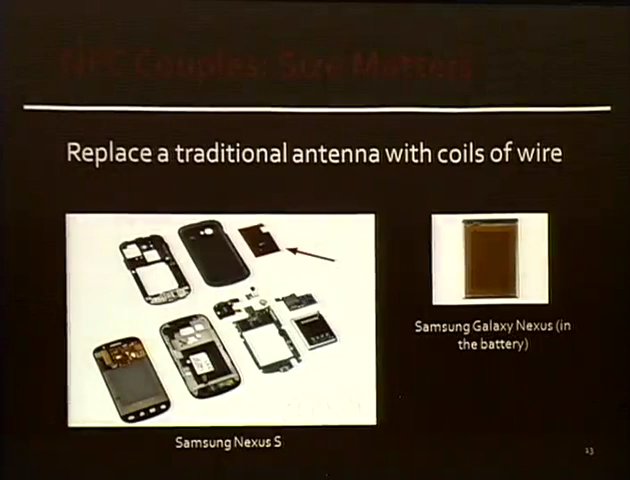 NFC Couples: Size Matters
Replace a traditional antenna with coils of wire
Samsung Galaxy Nexus (in
the battery)
Samsung Nexus S
13